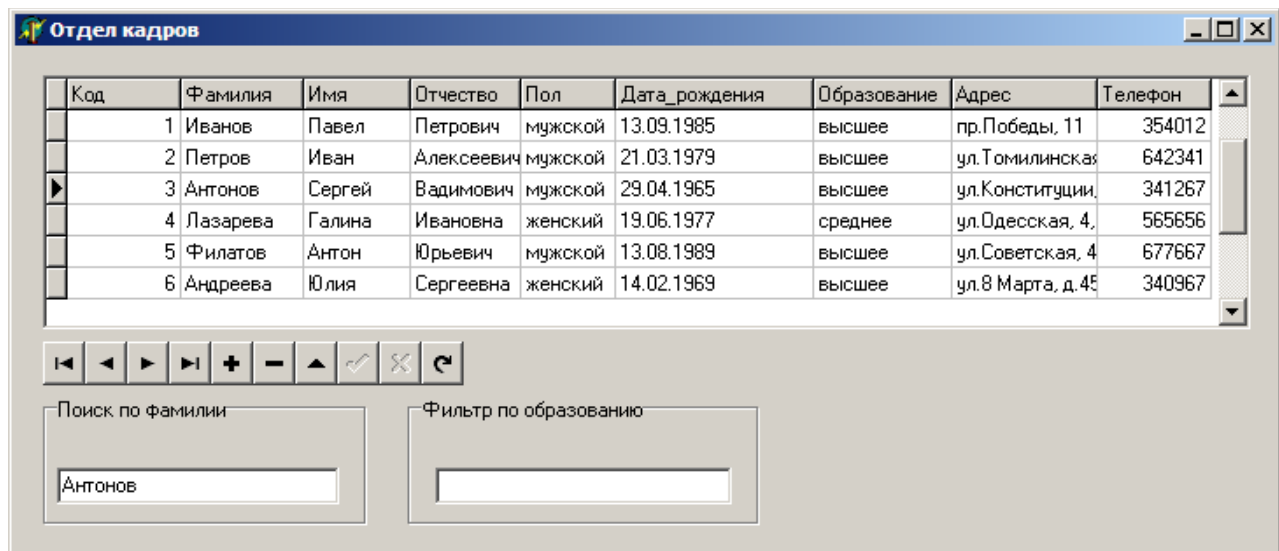 Отдел кадров
Код Фамилия Имя Отчество Пол Дата_рождения Образование Адрес Телефон
1 Иванов Павел Петрович мужской 13.09.1985 высшее пр.Победы, 11 354012
2 Петров Иван Алексеевич мужской 21.03.1979 высшее ул.Томилинская 642341
3 Антонов Сергей Вадимович мужской 29.04.1965 высшее ул.Конституции, 341267
4 Лазарева Галина Ивановна женский 19.06.1977 среднее ул.Одесская, 4, 565656
5 Филатов Антон Юрьевич мужской 13.08.1989 высшее ул.Советская, 4 677667
6 Андреева Юлия Сергеевна женский 14.02.1969 высшее ул.8 Марта, д.45 340967
Поиск по фамилии Фильтр по образованию
Антонов